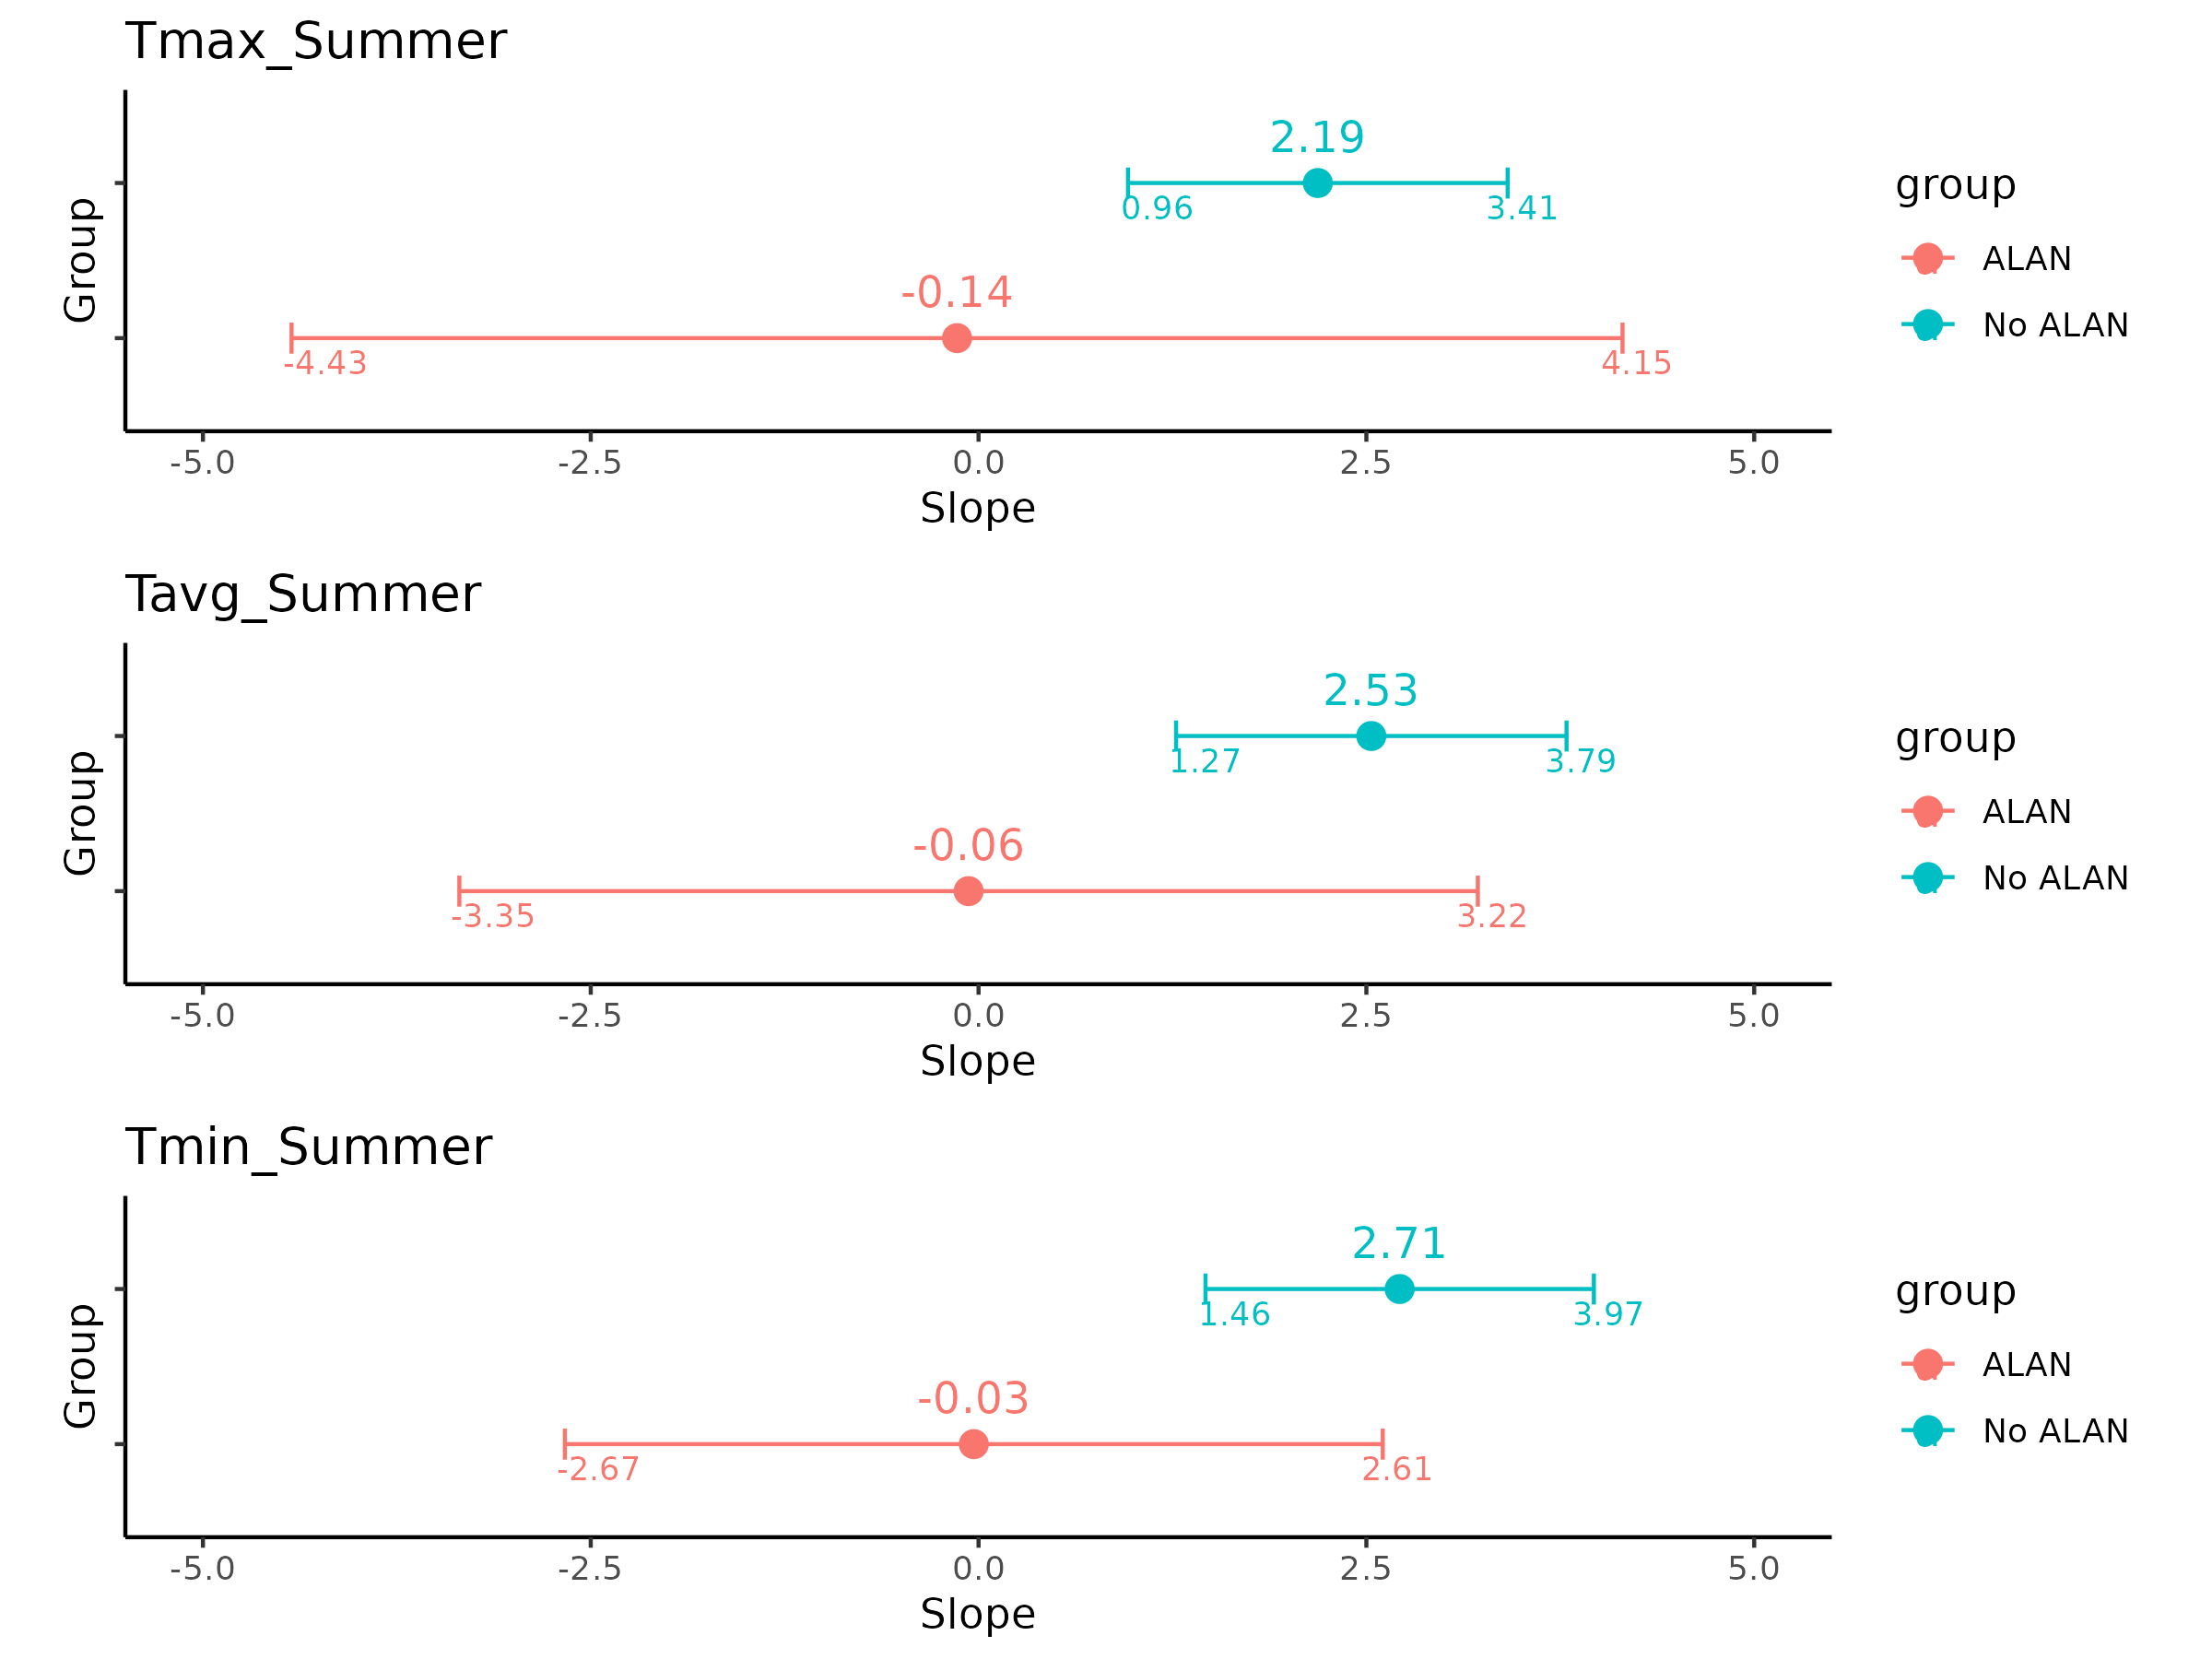 Tmax_Summer
Group
2.19
0.96
3.41
-0.14
-4.43
4.15
-5.0 -2.5 0.0 2.5 5.0
Slope
group
ALAN
No ALAN
Tavg_Summer
Group
2.53
1.27
3.79
-0.06
-3.35
3.22
-5.0 -2.5 0.0 2.5 5.0
Slope
group
ALAN
No ALAN
Tmin_Summer
Group
2.71
1.46
3.97
-0.03
-2.67
2.61
-5.0 -2.5 0.0 2.5 5.0
Slope
group
ALAN
No ALAN